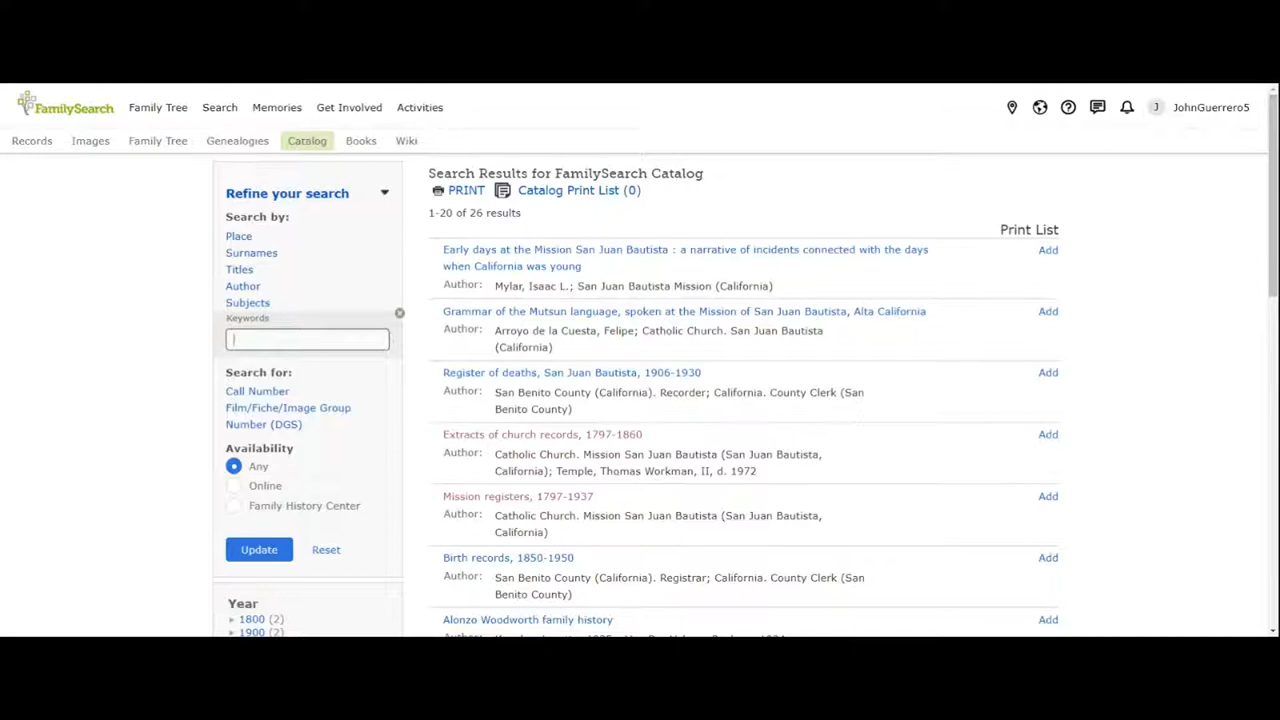 FamilySearch Family Tree Search Memories Get Involved Activities J JohnGuerrero5
Records Images Family Tree Genealogies Catalog Books Wiki
Refine your search
Search by:
Place
Surnames
Titles
Author
Subjects
Keywords
Search for:
Call Number
Film/Fiche/Image Group
Number (DGS)
Availability
Any
Online
Family History Center
Update Reset
Year
1800 (2)
1900 (2)
Search Results for FamilySearch Catalog
PRINT Catalog Print List (0)
1-20 of 26 results
Print List
Early days at the Mission San Juan Bautista : a narrative of incidents connected with the days Add
when California was young
Author: Mylar, Isaac L.; San Juan Bautista Mission (California)
Grammar of the Mutsun language, spoken at the Mission of San Juan Bautista, Alta California Add
Author: Arroyo de la Cuesta, Felipe; Catholic Church. San Juan Bautista
(California)
Register of deaths, San Juan Bautista, 1906-1930 Add
Author: San Benito County (California). Recorder; California. County Clerk (San
Benito County)
Extracts of church records, 1797-1860 Add
Author: Catholic Church. Mission San Juan Bautista (San Juan Bautista,
California); Temple, Thomas Workman, II, d. 1972
Mission registers, 1797-1937 Add
Author: Catholic Church. Mission San Juan Bautista (San Juan Bautista,
California)
Birth records, 1850-1950 Add
Author: San Benito County (California). Registrar; California. County Clerk (San
Benito County)
Alonzo Woodworth family history Add